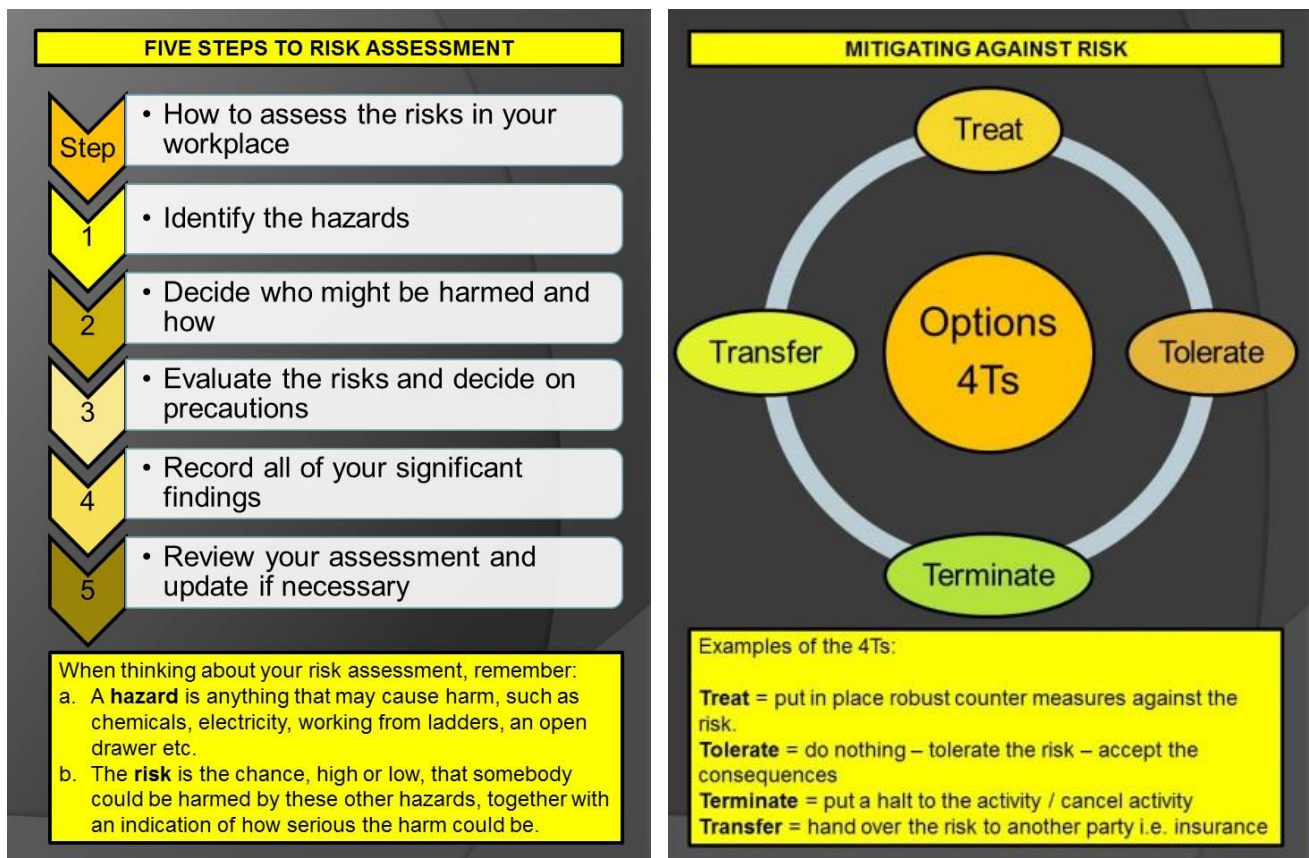 FIVE STEPS TO RISK ASSESSMENT
Step
• How to assess the risks in your
workplace
1
• Identify the hazards
2
• Decide who might be harmed and
how
3
• Evaluate the risks and decide on
precautions
4
• Record all of your significant
findings
5
• Review your assessment and
update if necessary
When thinking about your risk assessment, remember:
a. A hazard is anything that may cause harm, such as
chemicals, electricity, working from ladders, an open
drawer etc.
b. The risk is the chance, high or low, that somebody
could be harmed by these other hazards, together with
an indication of how serious the harm could be.
MITIGATING AGAINST RISK
Treat
Transfer
Options
4Ts
Tolerate
Terminate
Examples of the 4Ts:
Treat = put in place robust counter measures against the
risk.
Tolerate = do nothing – tolerate the risk – accept the
consequences
Terminate = put a halt to the activity / cancel activity
Transfer = hand over the risk to another party i.e. insurance